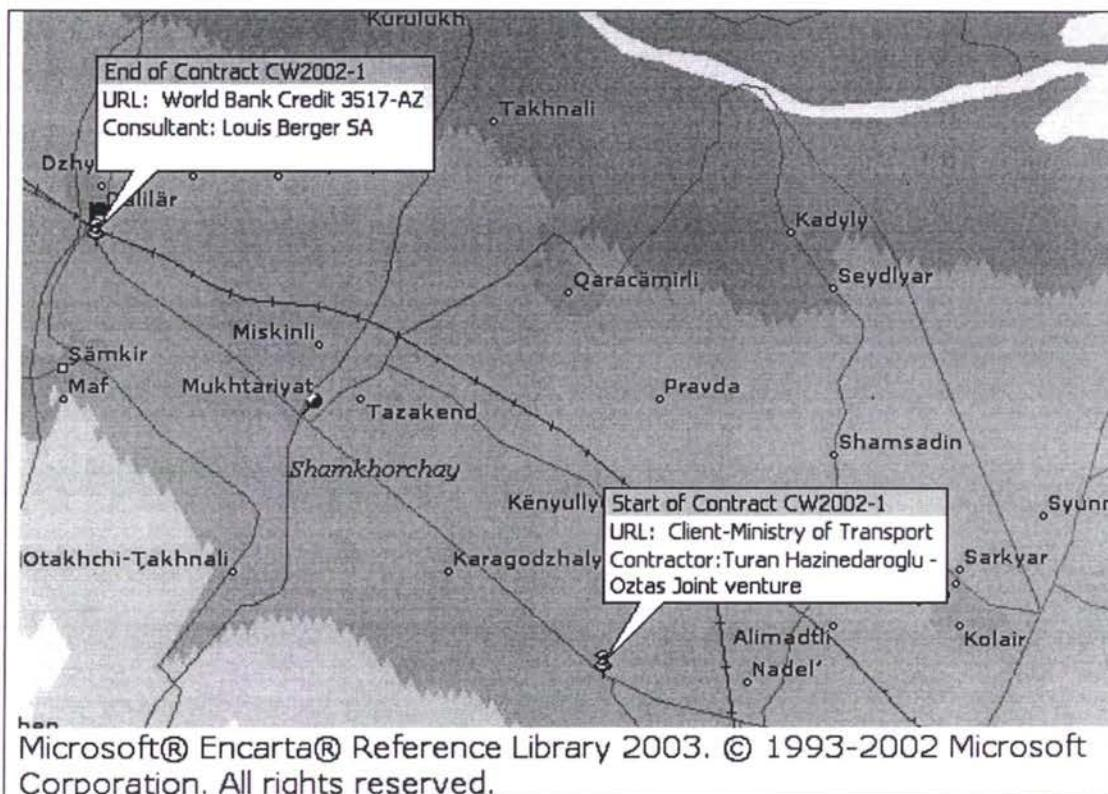 Kurulukh
End of Contract CW2002-1
URL: World Bank Credit 3517-AZ
Consultant: Louis Berger SA
Takhnali
Dzhy
Dalilär
Kadyly
Seydlyar
Qaracämirli
Miskinli
Şämkir
Maf
Mukhtariyat
Tazakend
Pravda
Shamsadin
Shamkhorchay
Kënyully
Start of Contract CW2002-1
URL: Client-Ministry of Transport
Contractor:Turan Hazinedaroglu -
Oztas Joint venture
Syunn
Otakhchi-Takhnali
Karagodzhaly
Sarkyar
Alimadtli
Kolair
Nadel’
Microsoft® Encarta® Reference Library 2003. © 1993-2002 Microsoft
Corporation. All rights reserved.